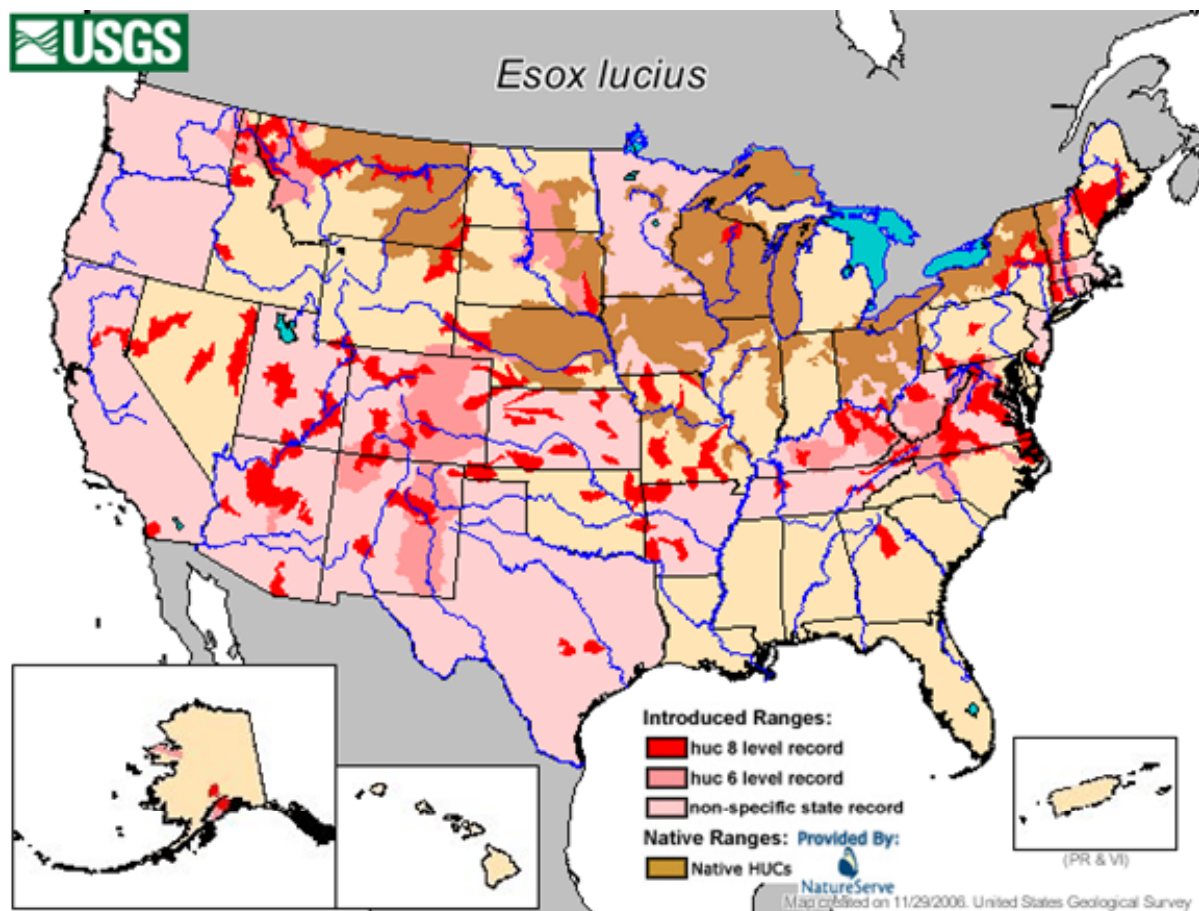 USGS
Esox lucius
Introduced Ranges:
huc 8 level record
huc 6 level record
non-specific state record
Native Ranges: Provided By:
Native HUCs
NatureServe
(PR & VI)
Map created on 11/29/2006. United States Geological Survey